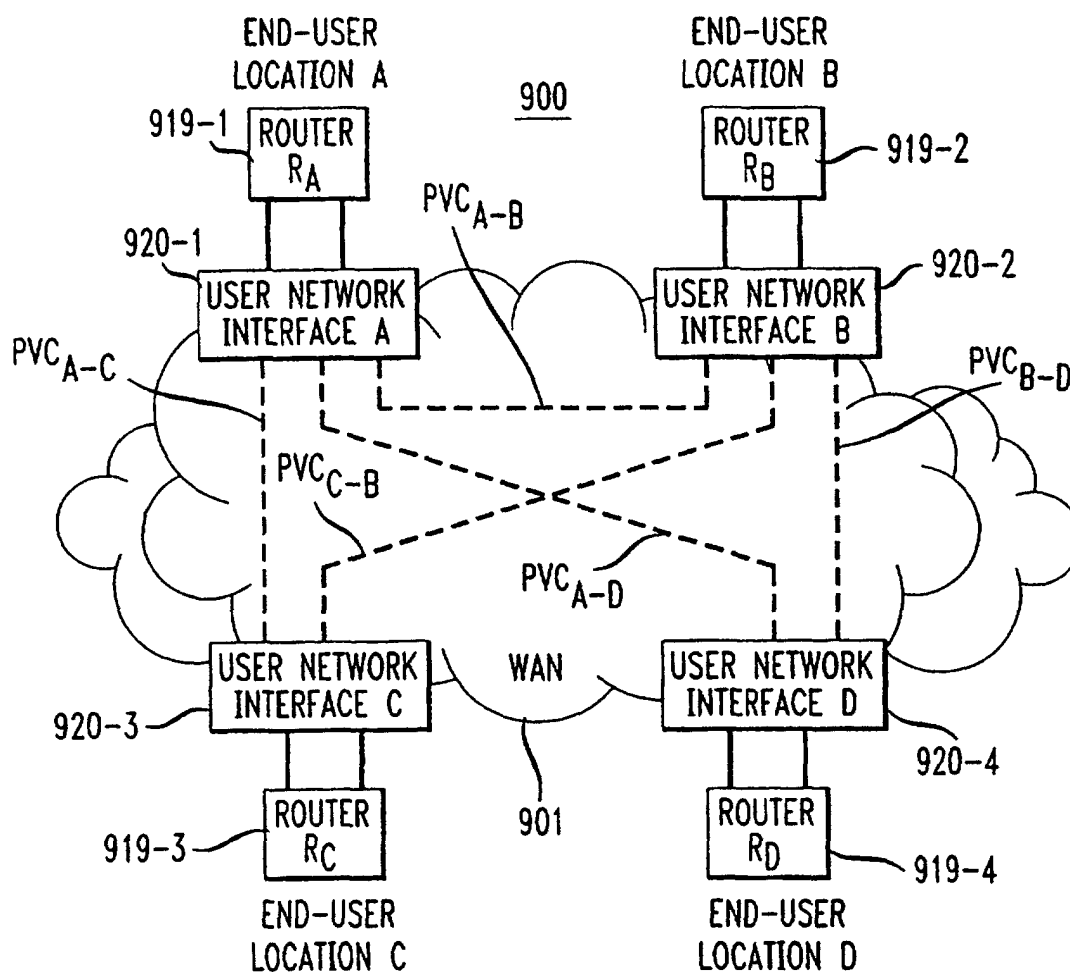 END-USER
LOCATION A
END-USER
LOCATION B
900
919-1
ROUTER
RA
ROUTER
RB
919-2
PVCA-B
920-1
USER NETWORK
INTERFACE A
USER NETWORK
INTERFACE B
920-2
PVCA-C
PVCB-D
PVCC-B
PVCA-D
USER NETWORK
INTERFACE C
WAN
USER NETWORK
INTERFACE D
920-3
920-4
901
919-3
ROUTER
RC
ROUTER
RD
919-4
END-USER
LOCATION C
END-USER
LOCATION D